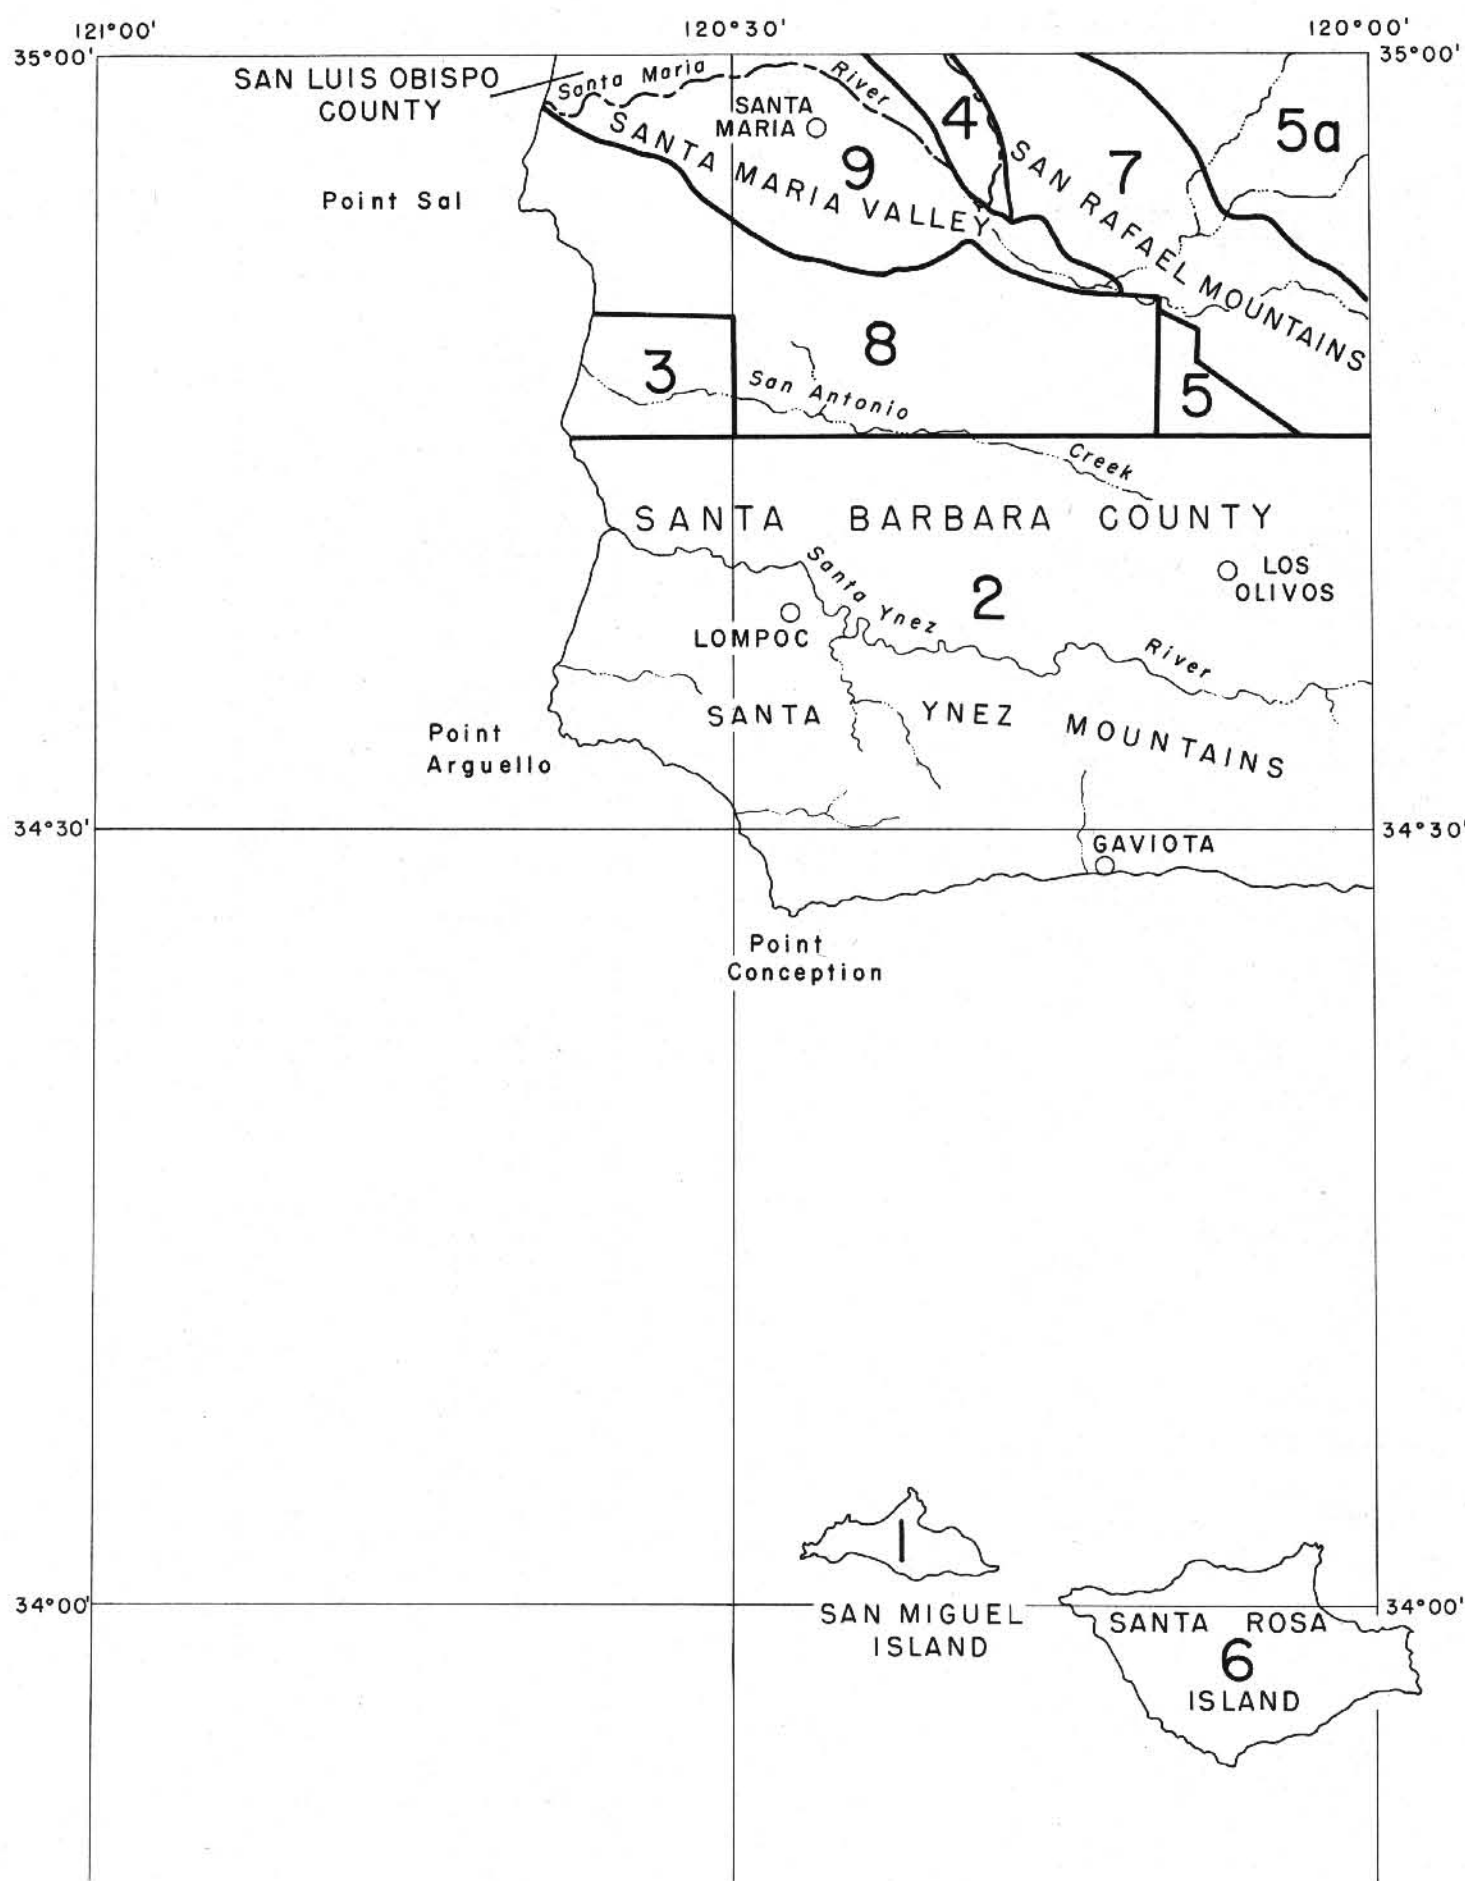 121°00'
120°30'
120°00'
35°00'
35°00'
SAN LUIS OBISPO
COUNTY
Santa Maria River
SANTA
MARIA
4
5a
9
7
SANTA MARIA VALLEY
SAN RAFAEL MOUNTAINS
Point Sal
3
8
5
San Antonio Creek
SANTA BARBARA COUNTY
LOS
OLIVOS
2
Santa Ynez River
LOMPOC
SANTA YNEZ MOUNTAINS
Point
Arguello
34°30'
34°30'
GAVIOTA
Point
Conception
1
34°00'
34°00'
SAN MIGUEL
ISLAND
SANTA ROSA
6
ISLAND